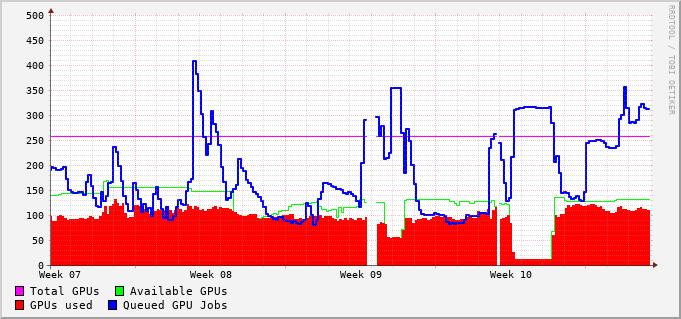 500
450
400
350
300
250
200
150
100
50
0
Week 07 Week 08 Week 09 Week 10
Total GPUs Available GPUs
GPUs used Queued GPU Jobs
RRDTOOL / TOBI OETIKER